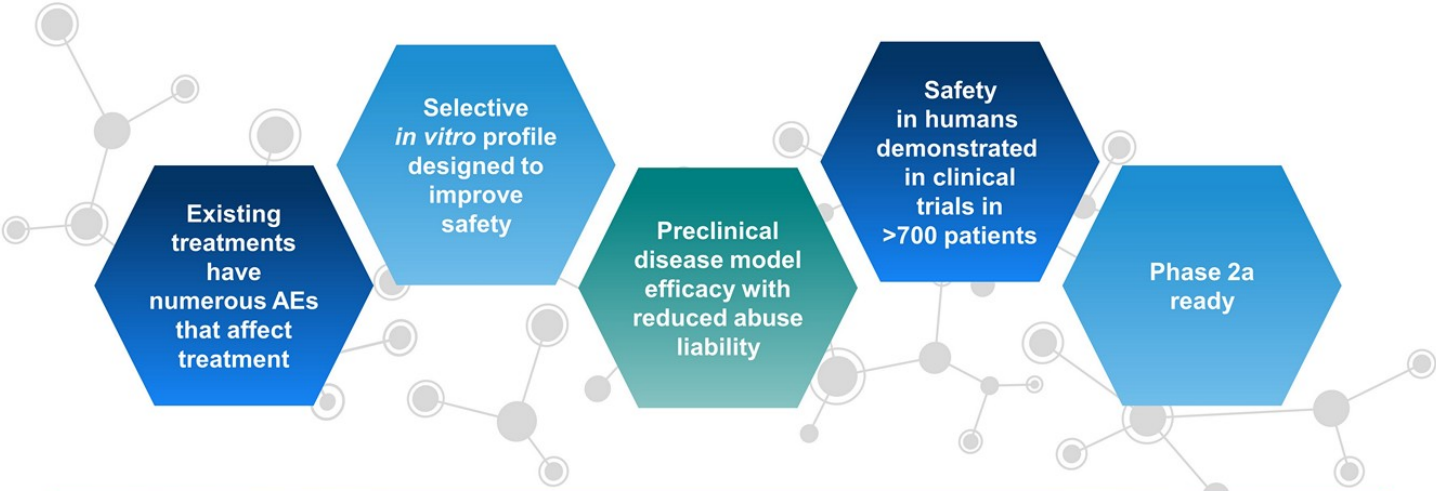 Existing
treatments
have
numerous AEs
that affect
treatment
Selective
in vitro profile
designed to
improve
safety
Preclinical
disease model
efficacy with
reduced abuse
liability
Safety
in humans
demonstrated
in clinical
trials in
>700 patients
Phase 2a
ready